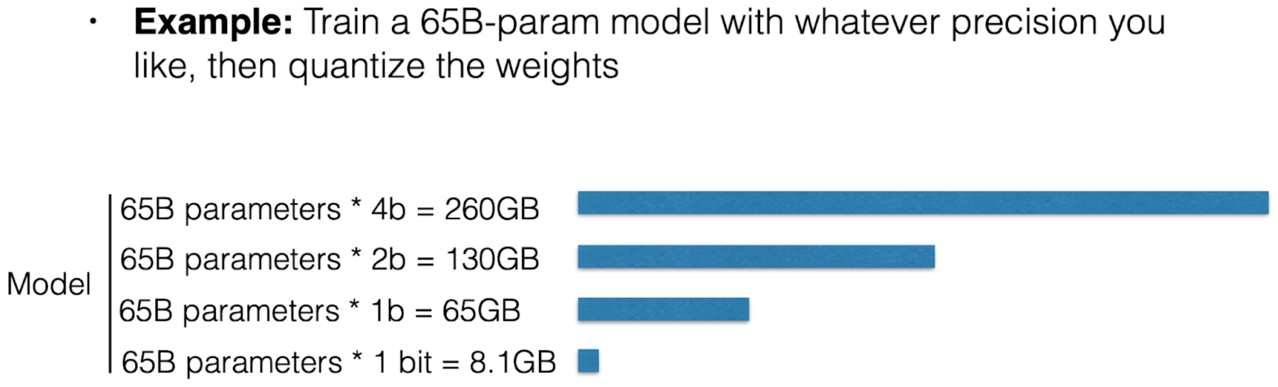 • Example: Train a 65B-param model with whatever precision you
like, then quantize the weights
65B parameters * 4b = 260GB
65B parameters * 2b = 130GB
Model
65B parameters * 1b = 65GB
65B parameters * 1 bit = 8.1GB